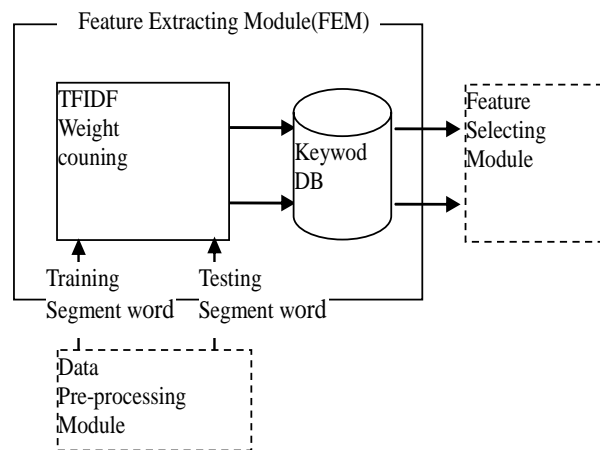 Feature Extracting Module(FEM)
TFIDF
Weight
couning
Keywod
DB
Feature
Selecting
Module
Training
Segment word
Testing
Segment word
Data
Pre-processing
Module